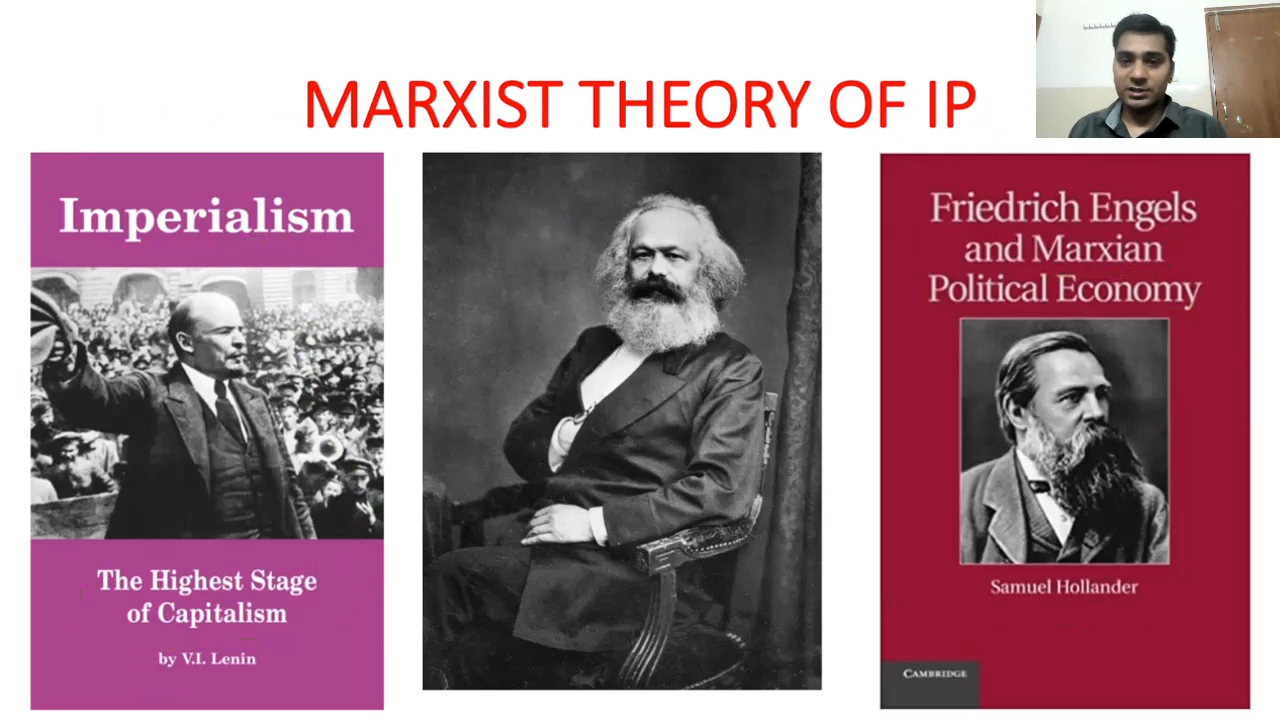 MARXIST THEORY OF IP
Imperialism
The Highest Stage
of Capitalism
by V.I. Lenin
Friedrich Engels
and Marxian
Political Economy
Samuel Hollander
CAMBRIDGE